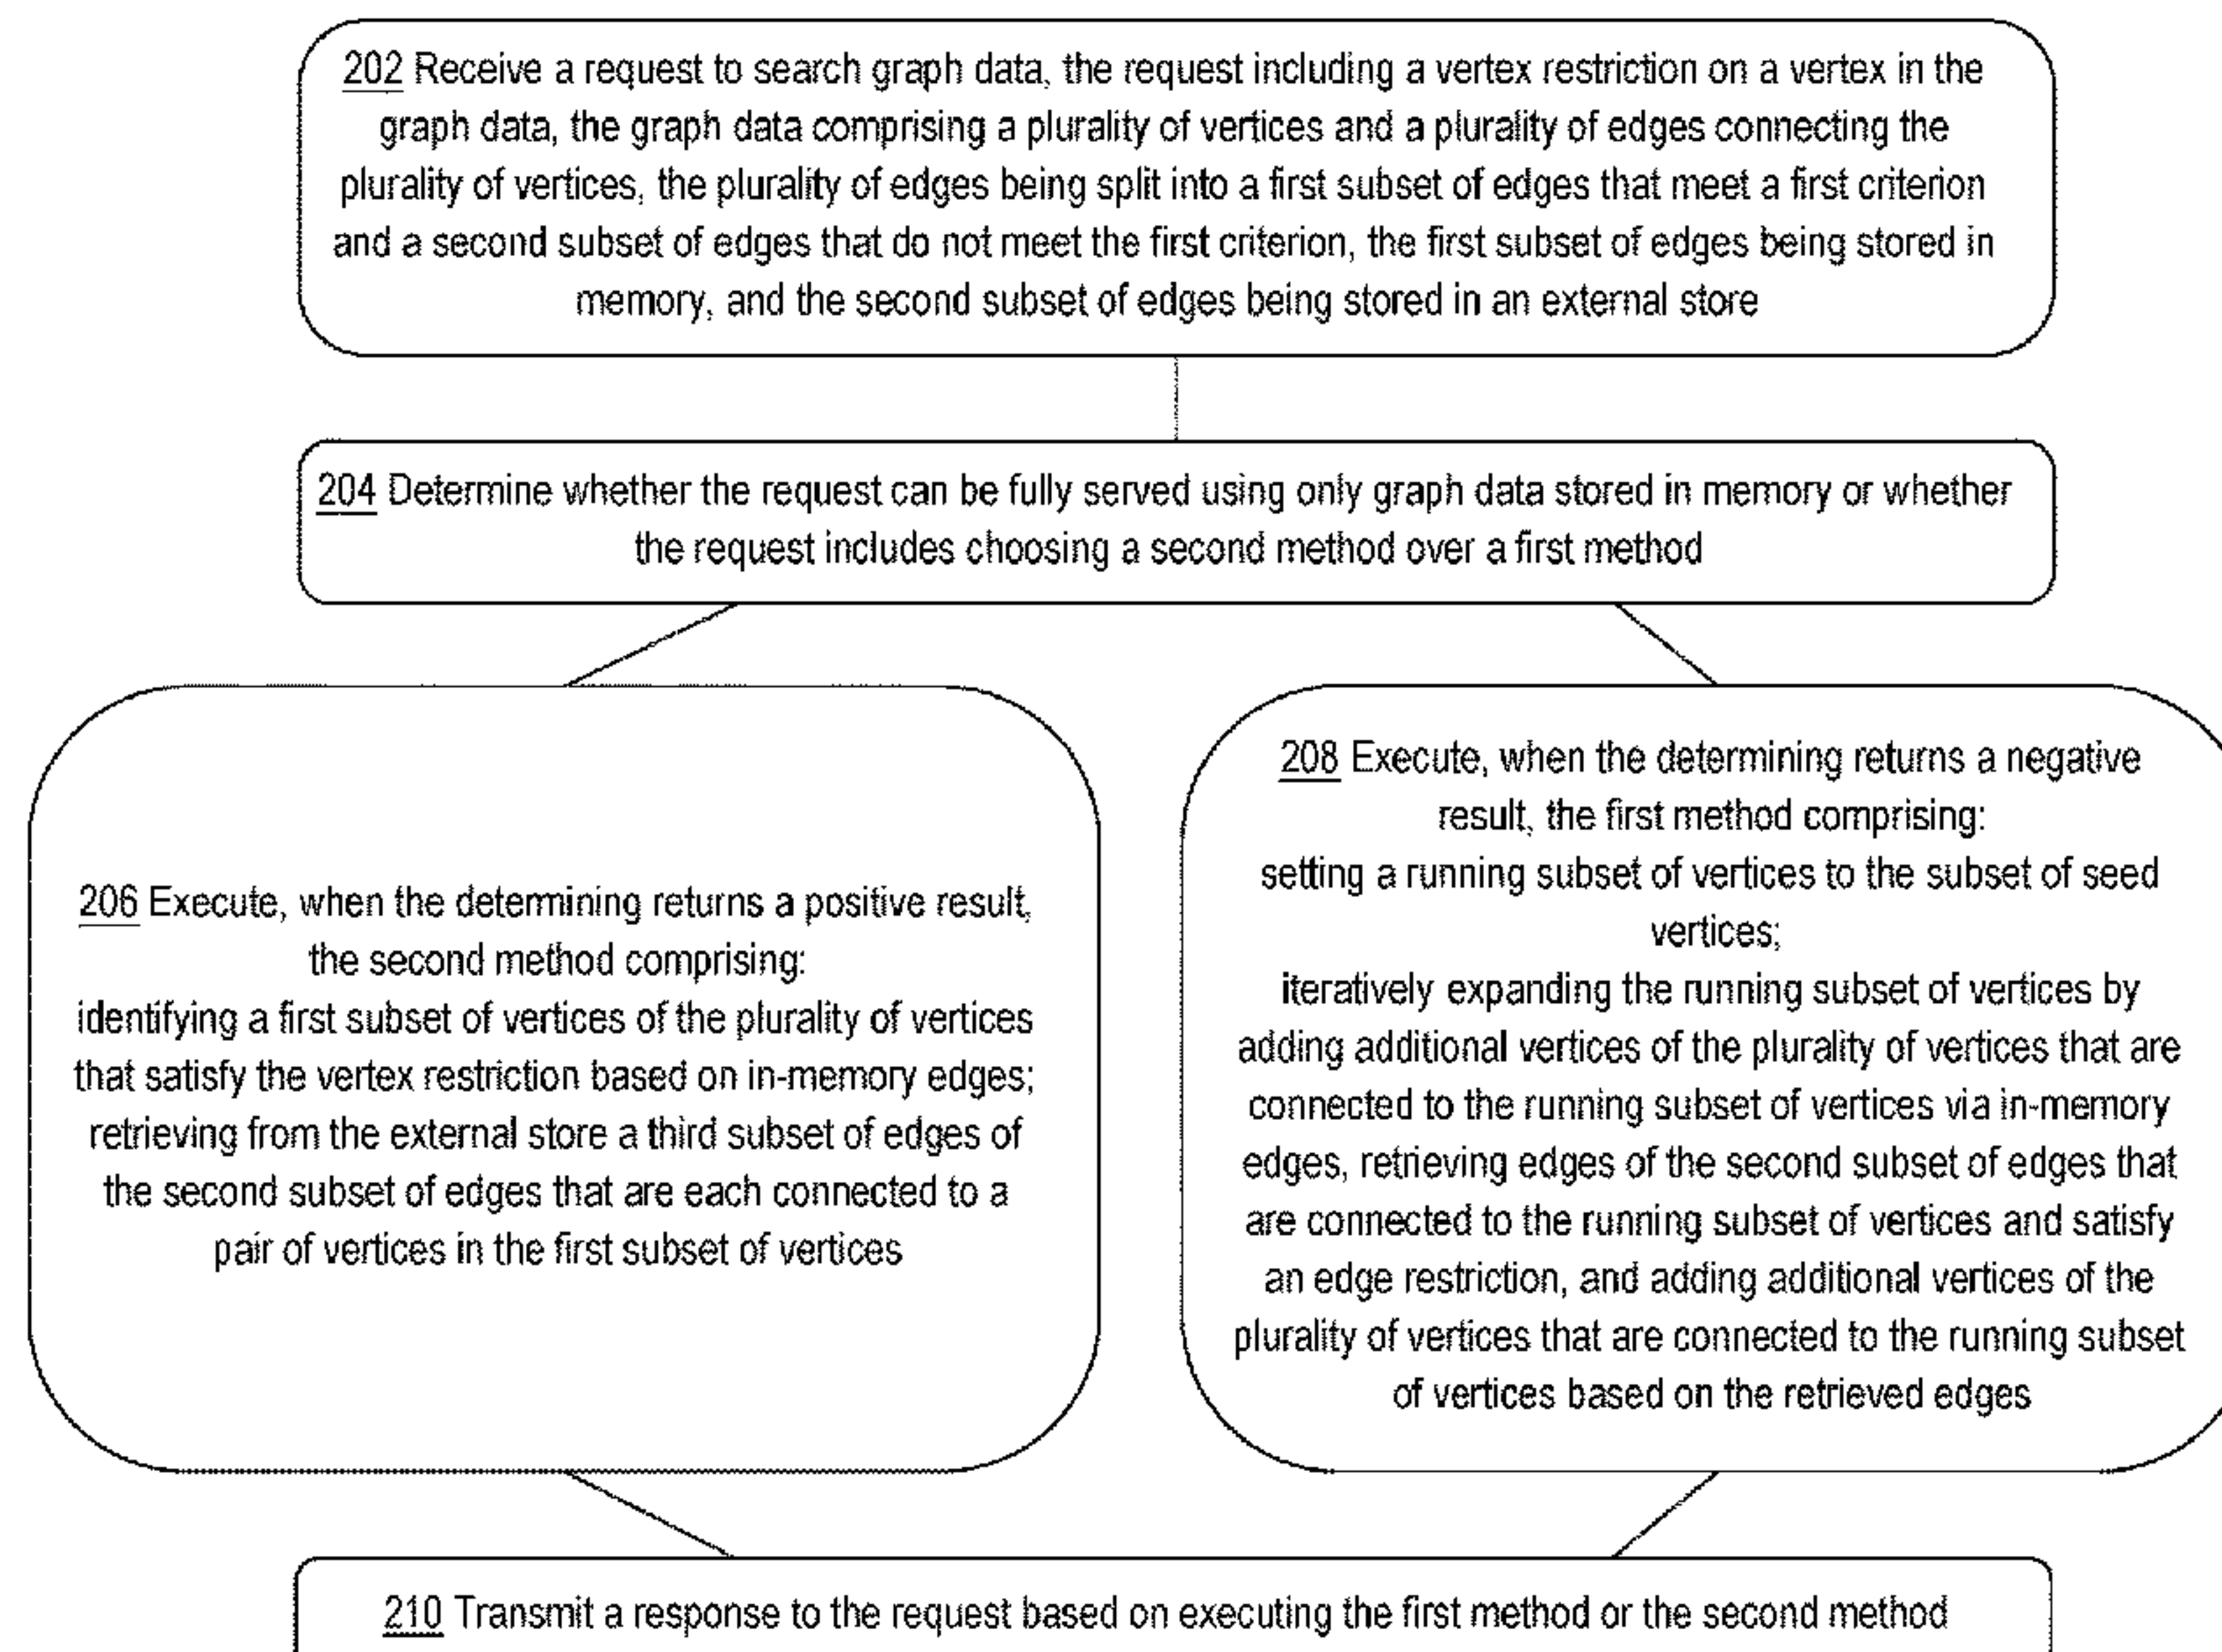 202 Receive a request to search graph data, the request including a vertex restriction on a vertex in the
graph data, the graph data comprising a plurality of vertices and a plurality of edges connecting the
plurality of vertices, the plurality of edges being split into a first subset of edges that meet a first criterion
and a second subset of edges that do not meet the first criterion, the first subset of edges being stored in
memory, and the second subset of edges being stored in an external store
204 Determine whether the request can be fully served using only graph data stored in memory or whether
the request includes choosing a second method over a first method
206 Execute, when the determining returns a positive result,
the second method comprising:
identifying a first subset of vertices of the plurality of vertices
that satisfy the vertex restriction based on in-memory edges;
retrieving from the external store a third subset of edges of
the second subset of edges that are each connected to a
pair of vertices in the first subset of vertices
208 Execute, when the determining returns a negative
result, the first method comprising:
setting a running subset of vertices to the subset of seed
vertices;
iteratively expanding the running subset of vertices by
adding additional vertices of the plurality of vertices that are
connected to the running subset of vertices via in-memory
edges, retrieving edges of the second subset of edges that
are connected to the running subset of vertices and satisfy
an edge restriction, and adding additional vertices of the
plurality of vertices that are connected to the running subset
of vertices based on the retrieved edges
210 Transmit a response to the request based on executing the first method or the second method